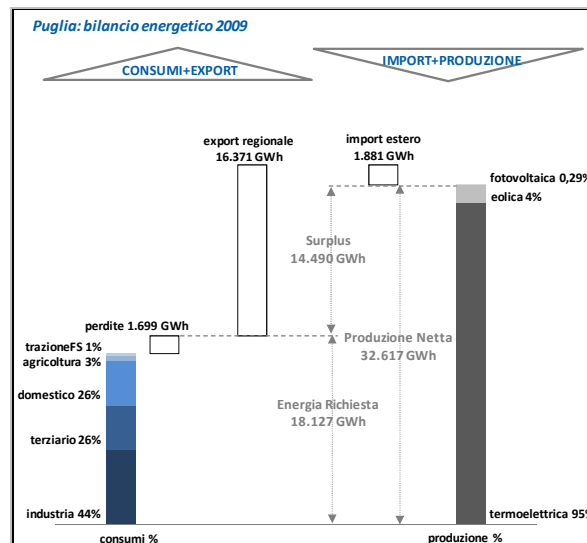 Puglia: bilancio energetico 2009
CONSUMI+EXPORT
IMPORT+PRODUZIONE
export regionale
16.371 GWh
import estero
1.881 GWh
fotovoltaica 0,29%
eolica 4%
Surplus
14.490 GWh
perdite 1.699 GWh
trazioneFS 1%
agricoltura 3%
Produzione Netta
32.617 GWh
domestico 26%
Energia Richiesta
18.127 GWh
terziario 26%
industria 44%
termoelettrica 95%
consumi %
produzione %